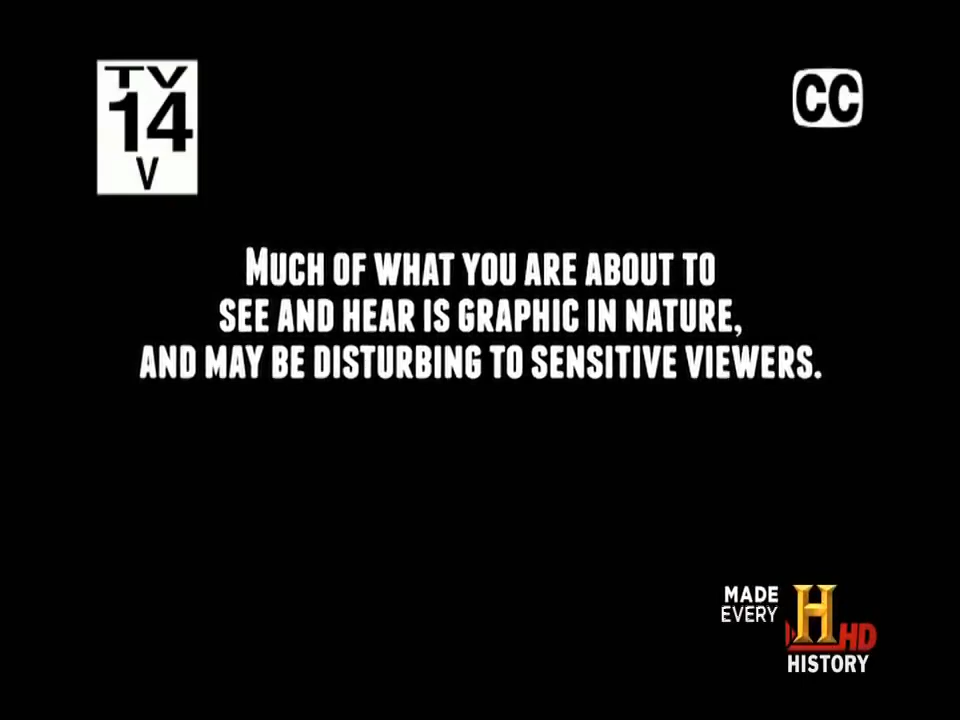 TV
14
V
CC
MUCH OF WHAT YOU ARE ABOUT TO
SEE AND HEAR IS GRAPHIC IN NATURE,
AND MAY BE DISTURBING TO SENSITIVE VIEWERS.
MADE
EVERY
H
HD
HISTORY